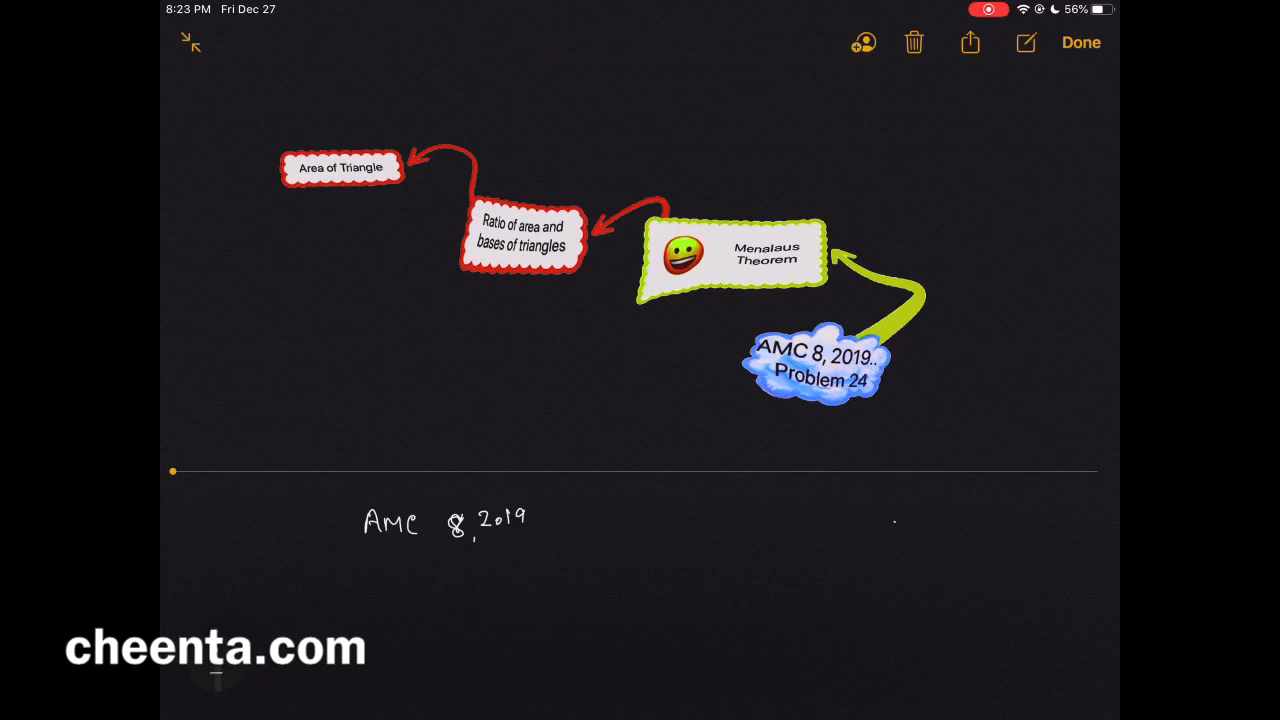 8:23 PM Fri Dec 27
56%
Done
Area of Triangle
Ratio of area and
bases of triangles
Menalaus
Theorem
AMC 8, 2019..
Problem 24
AMC 8, 2019
cheenta.com